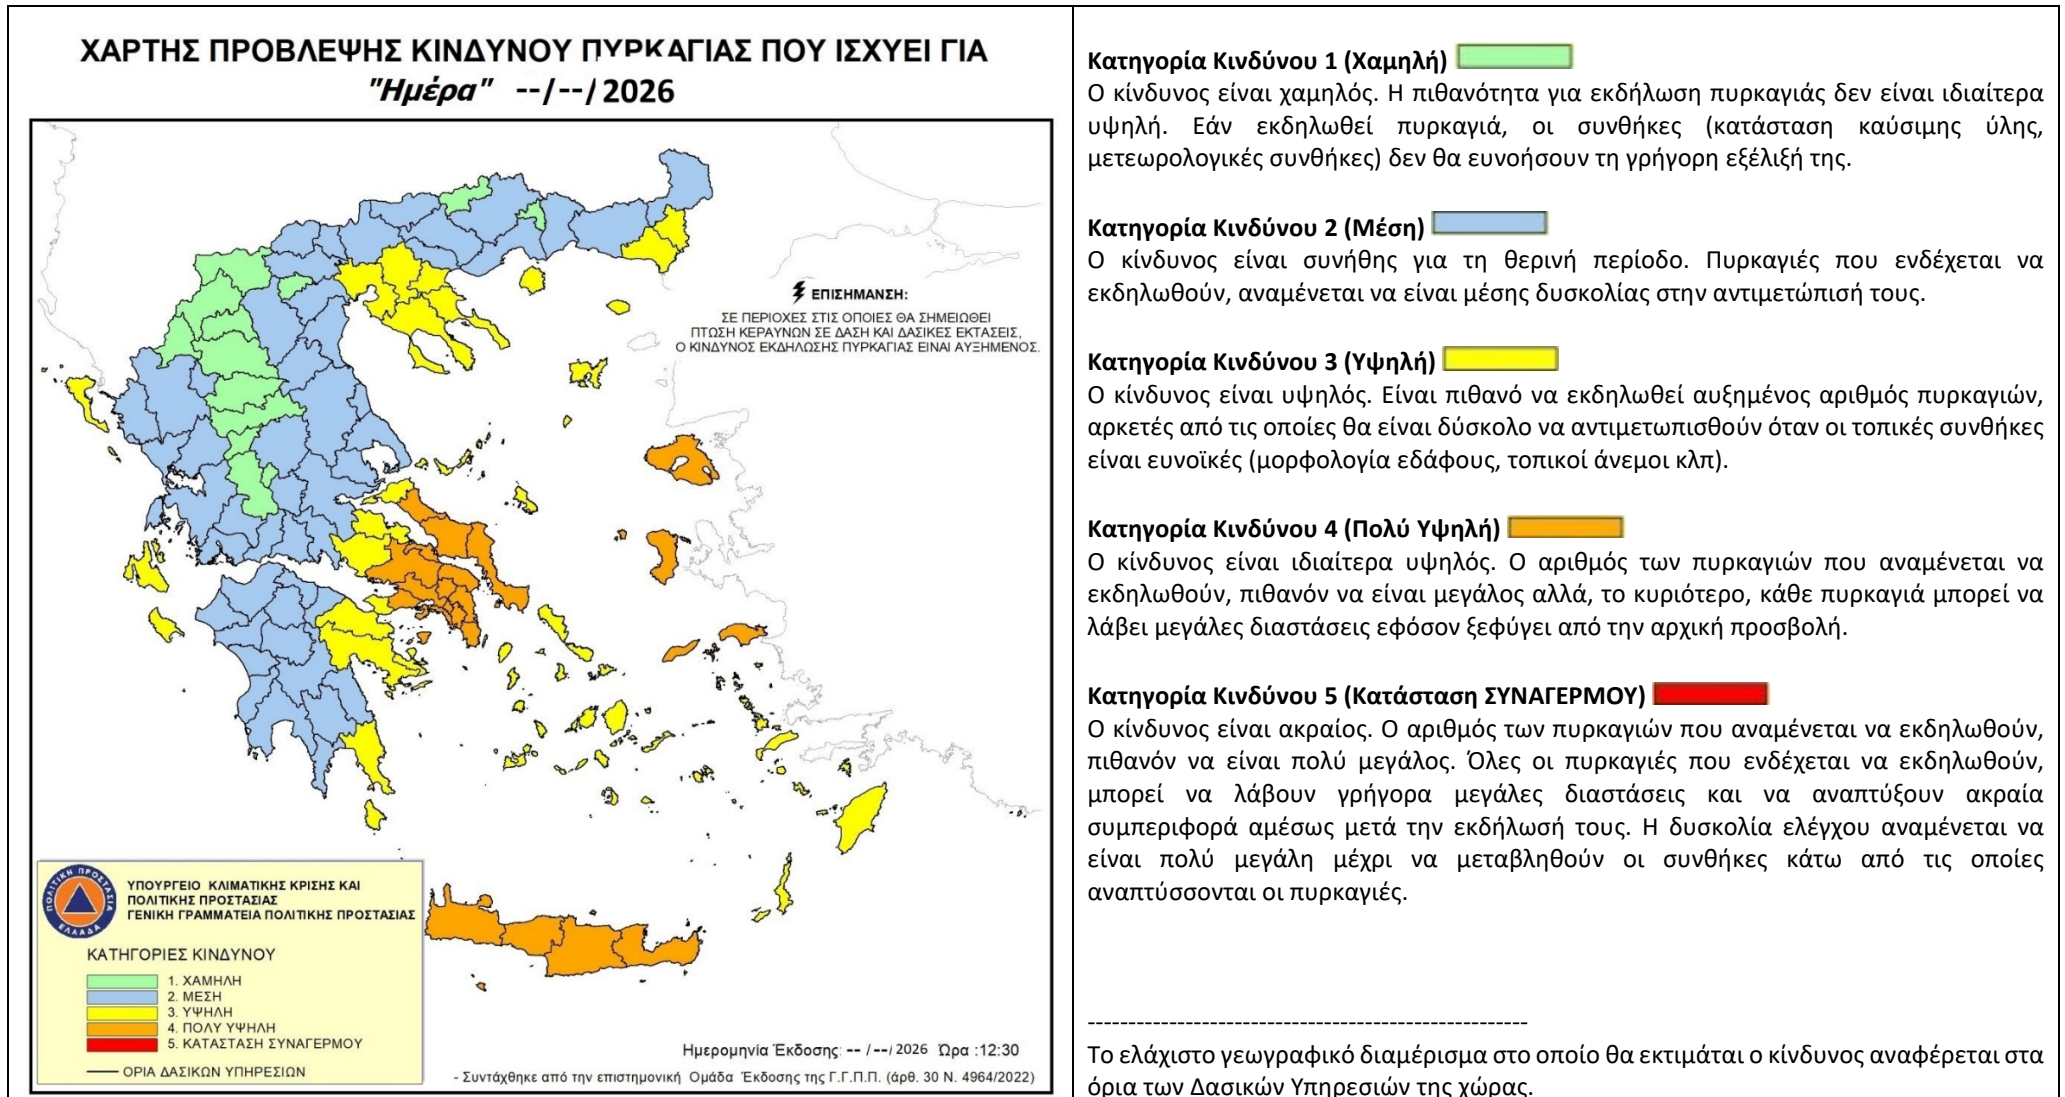 ΧΑΡΤΗΣ ΠΡΟΒΛΕΨΗΣ ΚΙΝΔΥΝΟΥ ΠΥΡΚΑΓΙΑΣ ΠΟΥ ΙΣΧΥΕΙ ΓΙΑ
"Ημέρα" --/--/2026
ΕΠΙΣΗΜΑΝΣΗ:
ΣΕ ΠΕΡΙΟΧΕΣ ΣΤΙΣ ΟΠΟΙΕΣ ΘΑ ΣΗΜΕΙΩΘΕΙ
ΠΤΩΣΗ ΚΕΡΑΥΝΩΝ ΣΕ ΔΑΣΗ ΚΑΙ ΔΑΣΙΚΕΣ ΕΚΤΑΣΕΙΣ,
Ο ΚΙΝΔΥΝΟΣ ΕΚΔΗΛΩΣΗΣ ΠΥΡΚΑΓΙΑΣ ΕΙΝΑΙ ΑΥΞΗΜΕΝΟΣ.
ΠΟΛΙΤΙΚΗ ΠΡΟΣΤΑΣΙΑ
ΕΛΛΑΔΑ
ΥΠΟΥΡΓΕΙΟ ΚΛΙΜΑΤΙΚΗΣ ΚΡΙΣΗΣ ΚΑΙ
ΠΟΛΙΤΙΚΗΣ ΠΡΟΣΤΑΣΙΑΣ
ΓΕΝΙΚΗ ΓΡΑΜΜΑΤΕΙΑ ΠΟΛΙΤΙΚΗΣ ΠΡΟΣΤΑΣΙΑΣ
ΚΑΤΗΓΟΡΙΕΣ ΚΙΝΔΥΝΟΥ
1. ΧΑΜΗΛΗ
2. ΜΕΣΗ
3. ΥΨΗΛΗ
4. ΠΟΛΥ ΥΨΗΛΗ
5. ΚΑΤΑΣΤΑΣΗ ΣΥΝΑΓΕΡΜΟΥ
ΟΡΙΑ ΔΑΣΙΚΩΝ ΥΠΗΡΕΣΙΩΝ
Ημερομηνία Έκδοσης: -- /--/2026 Ώρα :12:30
- Συντάχθηκε από την επιστημονική Ομάδα Έκδοσης της Γ.Γ.Π.Π. (άρθ. 30 Ν. 4964/2022)
Κατηγορία Κινδύνου 1 (Χαμηλή)
Ο κίνδυνος είναι χαμηλός. Η πιθανότητα για εκδήλωση πυρκαγιάς δεν είναι ιδιαίτερα
υψηλή. Εάν εκδηλωθεί πυρκαγιά, οι συνθήκες (κατάσταση καύσιμης ύλης,
μετεωρολογικές συνθήκες) δεν θα ευνοήσουν τη γρήγορη εξέλιξή της.
Κατηγορία Κινδύνου 2 (Μέση)
Ο κίνδυνος είναι συνήθης για τη θερινή περίοδο. Πυρκαγιές που ενδέχεται να
εκδηλωθούν, αναμένεται να είναι μέσης δυσκολίας στην αντιμετώπισή τους.
Κατηγορία Κινδύνου 3 (Υψηλή)
Ο κίνδυνος είναι υψηλός. Είναι πιθανό να εκδηλωθεί αυξημένος αριθμός πυρκαγιών,
αρκετές από τις οποίες θα είναι δύσκολο να αντιμετωπισθούν όταν οι τοπικές συνθήκες
είναι ευνοϊκές (μορφολογία εδάφους, τοπικοί άνεμοι κλπ).
Κατηγορία Κινδύνου 4 (Πολύ Υψηλή)
Ο κίνδυνος είναι ιδιαίτερα υψηλός. Ο αριθμός των πυρκαγιών που αναμένεται να
εκδηλωθούν, πιθανόν να είναι μεγάλος αλλά, το κυριότερο, κάθε πυρκαγιά μπορεί να
λάβει μεγάλες διαστάσεις εφόσον ξεφύγει από την αρχική προσβολή.
Κατηγορία Κινδύνου 5 (Κατάσταση ΣΥΝΑΓΕΡΜΟΥ)
Ο κίνδυνος είναι ακραίος. Ο αριθμός των πυρκαγιών που αναμένεται να εκδηλωθούν,
πιθανόν να είναι πολύ μεγάλος. Όλες οι πυρκαγιές που ενδέχεται να εκδηλωθούν,
μπορεί να λάβουν γρήγορα μεγάλες διαστάσεις και να αναπτύξουν ακραία
συμπεριφορά αμέσως μετά την εκδήλωσή τους. Η δυσκολία ελέγχου αναμένεται να
είναι πολύ μεγάλη μέχρι να μεταβληθούν οι συνθήκες κάτω από τις οποίες
αναπτύσσονται οι πυρκαγιές.
------------------------------------------------------
Το ελάχιστο γεωγραφικό διαμέρισμα στο οποίο θα εκτιμάται ο κίνδυνος αναφέρεται στα
όρια των Δασικών Υπηρεσιών της χώρας.